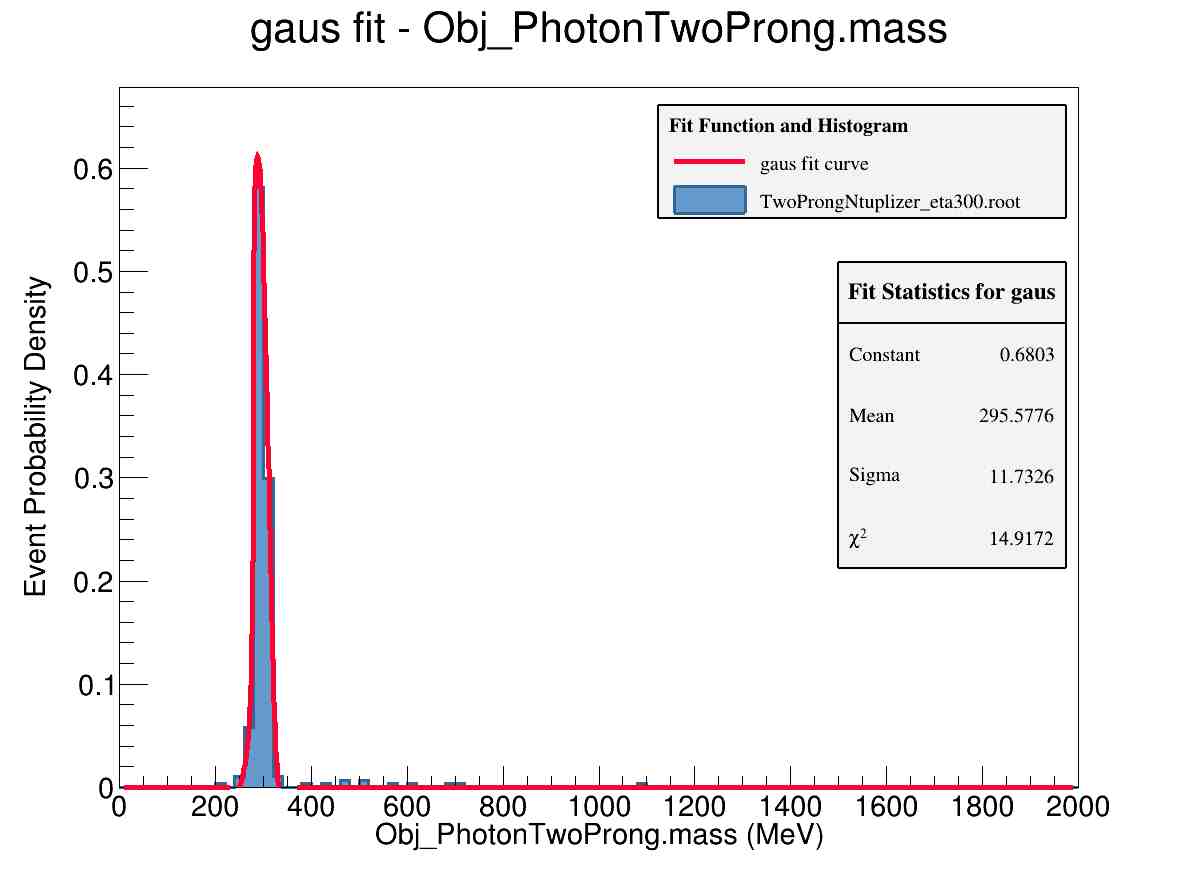 gaus fit - Obj_PhotonTwoProng.mass
Fit Function and Histogram
gaus fit curve
TwoProngNtuplizer_eta300.root
Fit Statistics for gaus
Constant 0.6803
Mean 295.5776
Sigma 11.7326
χ² 14.9172
Event Probability Density
0.6
0.5
0.4
0.3
0.2
0.1
0
0 200 400 600 800 1000 1200 1400 1600 1800 2000
Obj_PhotonTwoProng.mass (MeV)